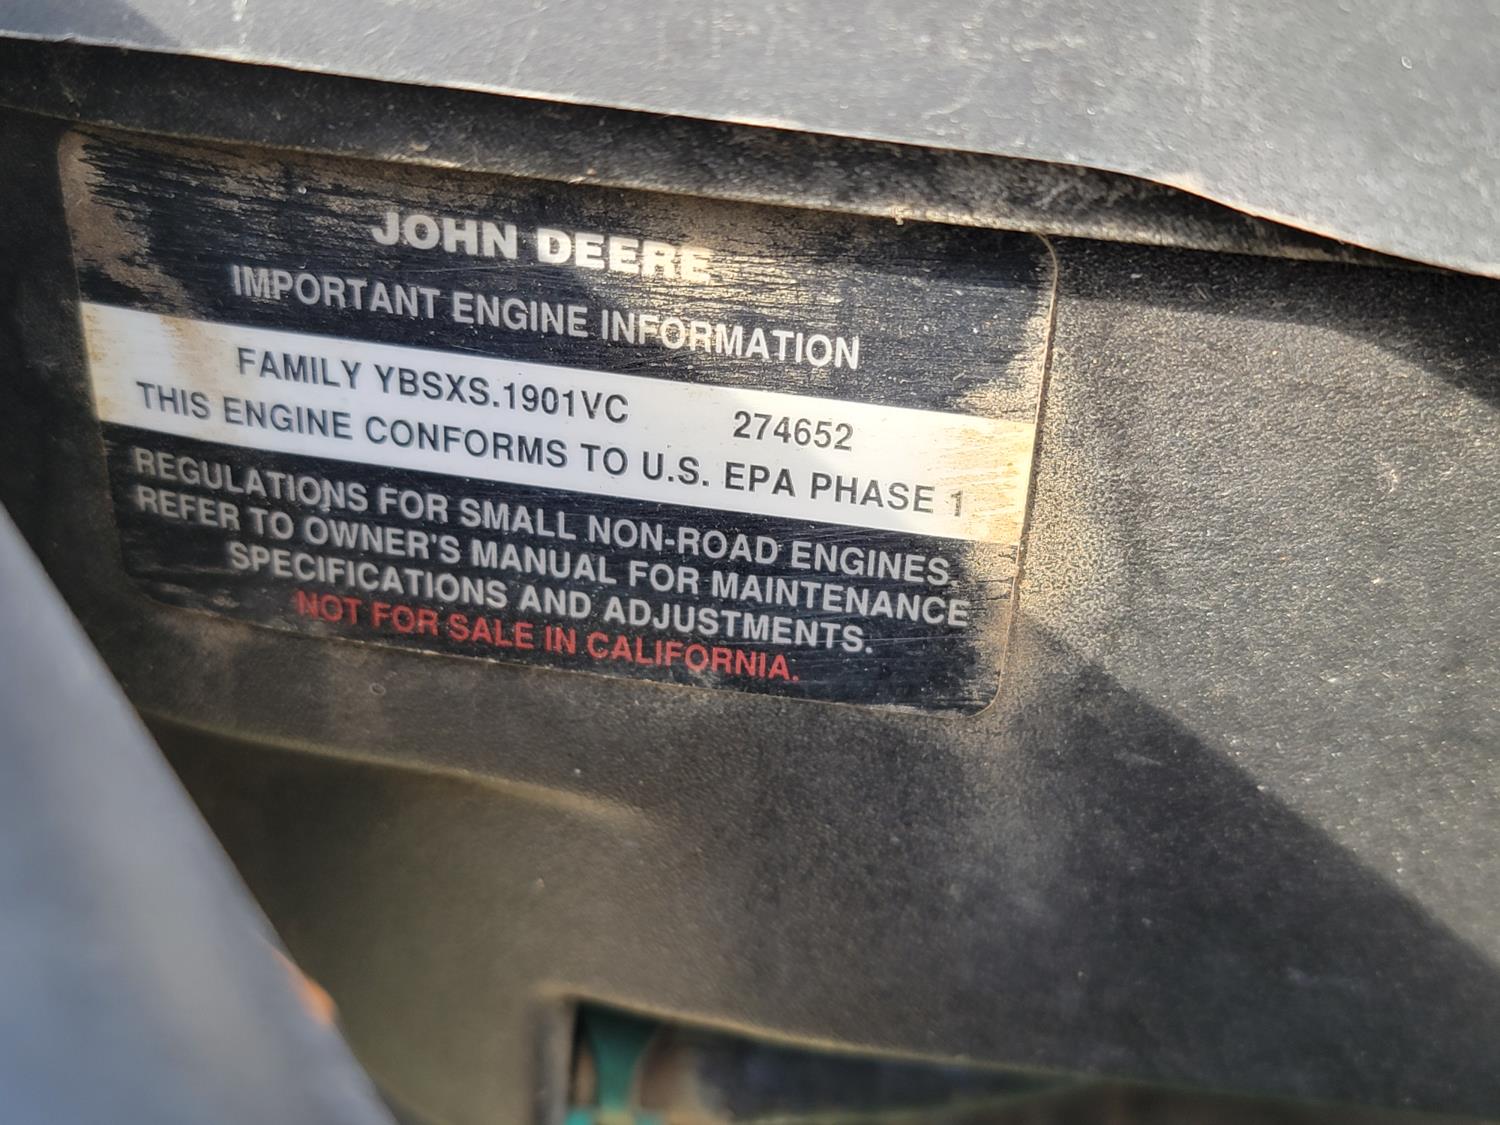 JOHN DEERE
IMPORTANT ENGINE INFORMATION
FAMILY YBSXS.1901VC 274652
THIS ENGINE CONFORMS TO U.S. EPA PHASE 1
REGULATIONS FOR SMALL NON-ROAD ENGINES.
REFER TO OWNER'S MANUAL FOR MAINTENANCE
SPECIFICATIONS AND ADJUSTMENTS.
NOT FOR SALE IN CALIFORNIA.